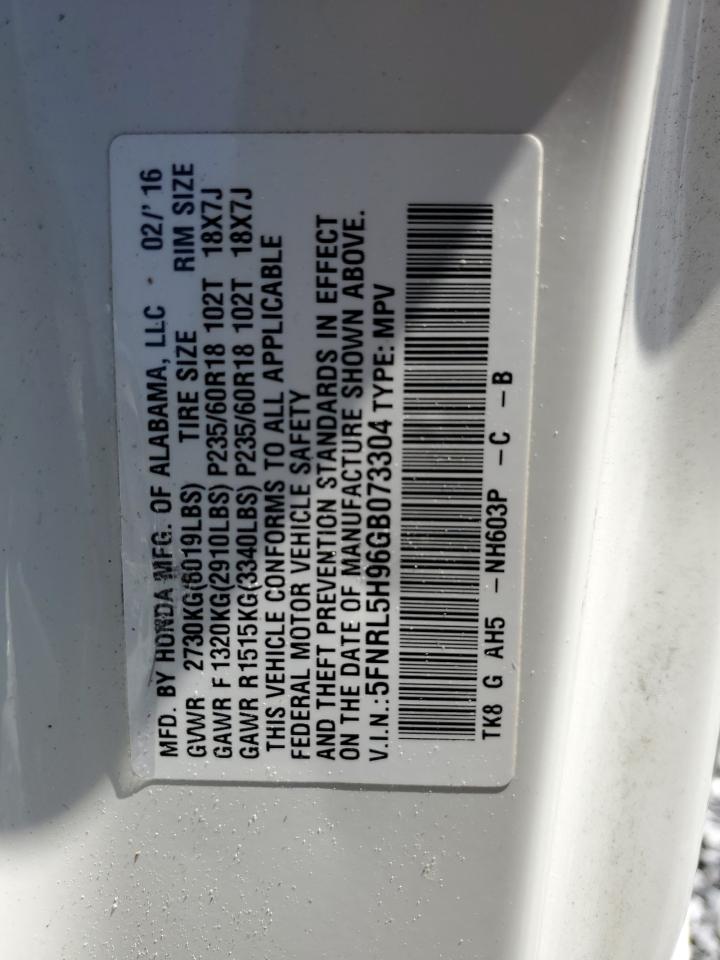 MFD. BY HONDA MFG. OF ALABAMA, LLC 02/'16
GVWR 2730KG(6019LBS) TIRE SIZE RIM SIZE
GAWR F 1320KG(2910LBS) P235/60R18 102T 18X7J
GAWR R1515KG(3340LBS) P235/60R18 102T 18X7J
THIS VEHICLE CONFORMS TO ALL APPLICABLE
FEDERAL MOTOR VEHICLE SAFETY
AND THEFT PREVENTION STANDARDS IN EFFECT
ON THE DATE OF MANUFACTURE SHOWN ABOVE.
V.I.N.:5FNRL5H96GB073304 TYPE: MPV
TK8 G AH5 -NH603P -C -B